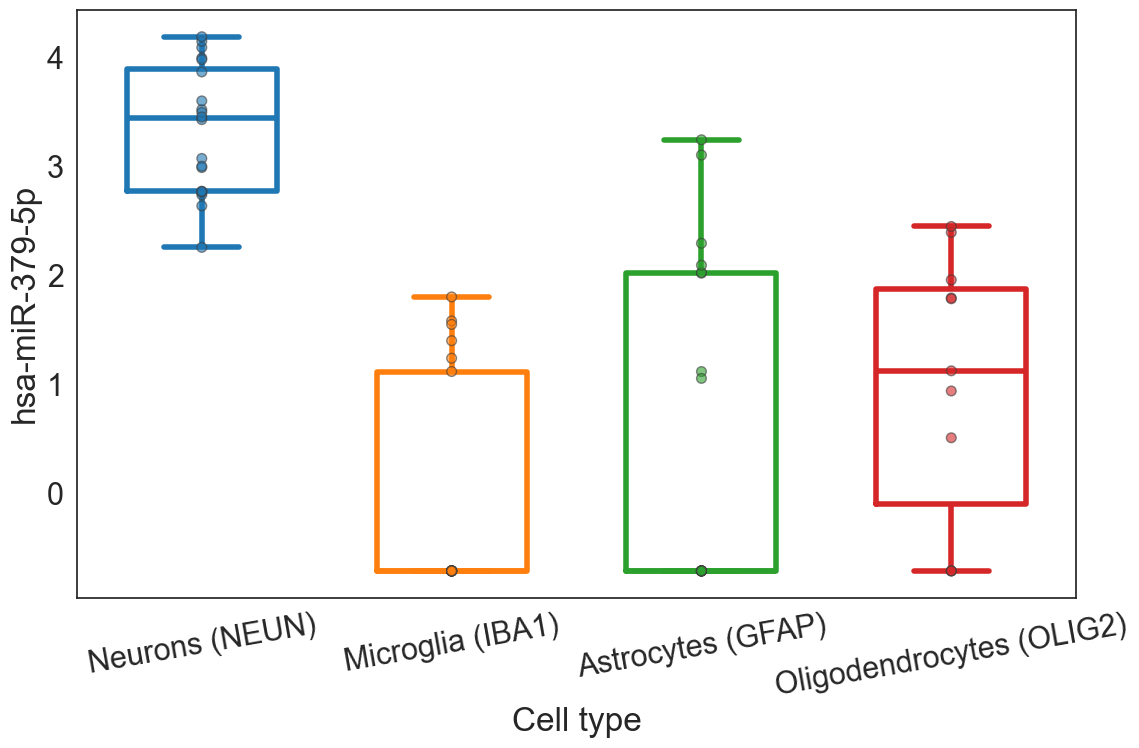 hsa-miR-379-5p
4
3
2
1
0
Neurons (NEUN)
Microglia (IBA1)
Astrocytes (GFAP)
Oligodendrocytes (OLIG2)
Cell type